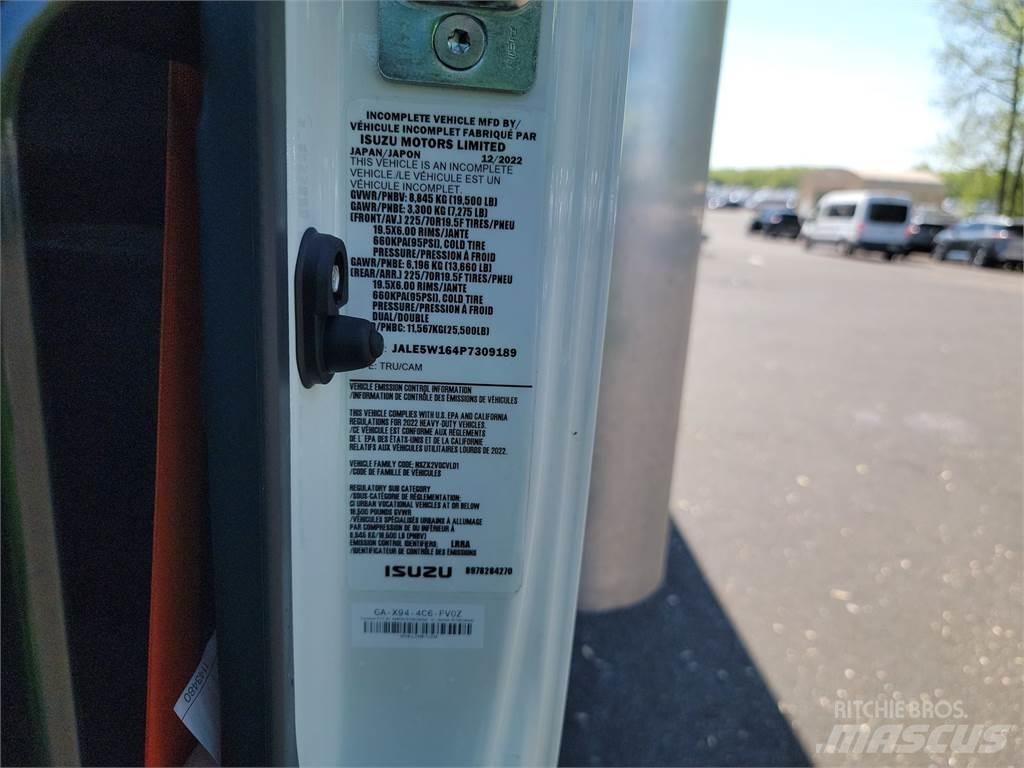 INCOMPLETE VEHICLE MFD BY/
VÉHICULE INCOMPLET FABRIQUÉ PAR
ISUZU MOTORS LIMITED
JAPAN/JAPON 12/2022
THIS VEHICLE IS AN INCOMPLETE
VEHICLE./LE VÉHICULE EST UN
VÉHICULE INCOMPLET.
GVWR/PNBV: 8,845 KG (19,500 LB)
GAWR/PNBE: 3,300 KG (7,275 LB)
(FRONT/AV.) 225/70R19.5F TIRES/PNEU
19.5X6.00 RIMS/JANTE
660KPA(95PSI), COLD TIRE
PRESSURE/PRESSION À FROID
GAWR/PNBE: 6,196 KG (13,660 LB)
(REAR/ARR.) 225/70R19.5F TIRES/PNEU
19.5X6.00 RIMS/JANTE
660KPA(95PSI), COLD TIRE
PRESSURE/PRESSION À FROID
DUAL/DOUBLE
/PNBC: 11,567KG(25,500LB)
: JALE5W164P7309189
: TRU/CAM
VEHICLE EMISSION CONTROL INFORMATION
/INFORMATION DE CONTRÔLE DES ÉMISSIONS DE VÉHICULES
THIS VEHICLE COMPLIES WITH U.S. EPA AND CALIFORNIA
REGULATIONS FOR 2022 HEAVY-DUTY VEHICLES.
/CE VÉHICULE EST CONFORME AUX RÈGLEMENTS
DE L' EPA DES ÉTATS-UNIS ET DE LA CALIFORNIE
RELATIFS AUX VÉHICULES UTILITAIRES LOURDS DE 2022.
VEHICLE FAMILY CODE: NSZX2VOCVL01
/CODE DE FAMILLE DE VÉHICULES
REGULATORY SUB CATEGORY
/SOUS-CATÉGORIE DE RÉGLEMENTATION:
CI URBAN VOCATIONAL VEHICLES AT OR BELOW
19,500 POUNDS GVWR
/VÉHICULES SPÉCIALISÉS URBAINS À ALLUMAGE
PAR COMPRESSION DE OU INFÉRIEUR À
8,845 KG/19,500 LB (PNBV)
EMISSION CONTROL IDENTIFIERS: LRRA
/IDENTIFICATEUR DE CONTRÔLE DES ÉMISSIONS
ISUZU 8978284270
GA-X94-4C6-FV0Z
1143480
RITCHIE BROS.
MASCUS